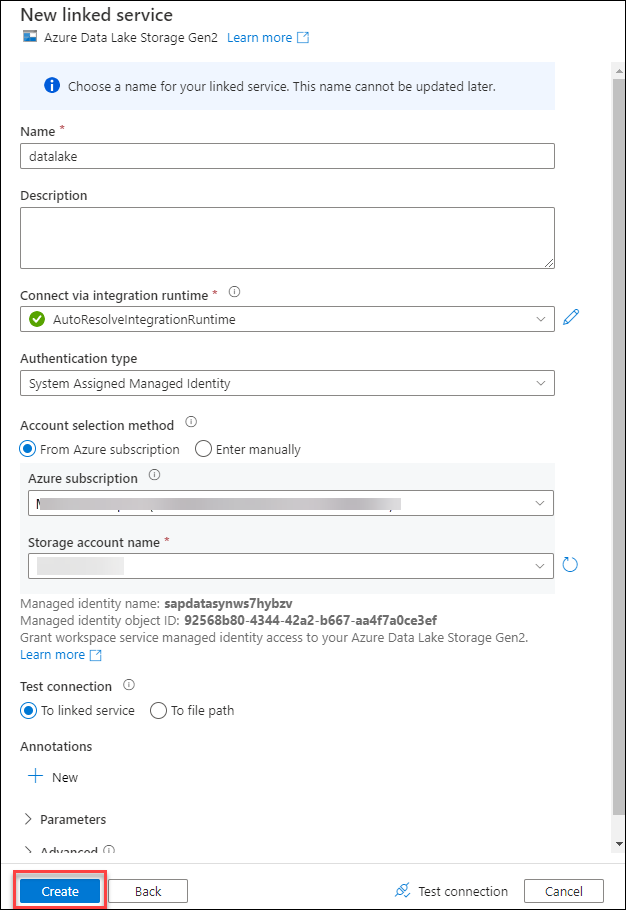 New linked service
Azure Data Lake Storage Gen2 Learn more
Choose a name for your linked service. This name cannot be updated later.
Name *
datalake
Description
Connect via integration runtime *
AutoResolveIntegrationRuntime
Authentication type
System Assigned Managed Identity
Account selection method
From Azure subscription Enter manually
Azure subscription
Storage account name *
Managed identity name: sapdatasynws7hybzv
Managed identity object ID: 92568b80-4344-42a2-b667-aa4f7a0ce3ef
Grant workspace service managed identity access to your Azure Data Lake Storage Gen2.
Learn more
Test connection
To linked service To file path
Annotations
New
Parameters
Advanced
Create Back Test connection Cancel